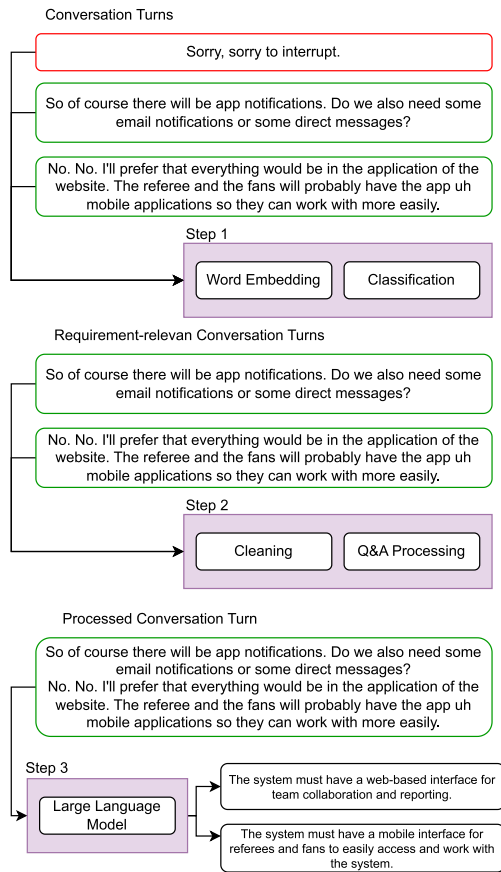 Conversation Turns
Sorry, sorry to interrupt.
So of course there will be app notifications. Do we also need some
email notifications or some direct messages?
No. No. I'll prefer that everything would be in the application of the
website. The referee and the fans will probably have the app uh
mobile applications so they can work with more easily.
Step 1
Word Embedding
Classification
Requirement-relevan Conversation Turns
So of course there will be app notifications. Do we also need some
email notifications or some direct messages?
No. No. I'll prefer that everything would be in the application of the
website. The referee and the fans will probably have the app uh
mobile applications so they can work with more easily.
Step 2
Cleaning
Q&A Processing
Processed Conversation Turn
So of course there will be app notifications. Do we also need some
email notifications or some direct messages?
No. No. I'll prefer that everything would be in the application of the
website. The referee and the fans will probably have the app uh
mobile applications so they can work with more easily.
Step 3
Large Language
Model
The system must have a web-based interface for
team collaboration and reporting.
The system must have a mobile interface for
referees and fans to easily access and work with
the system.